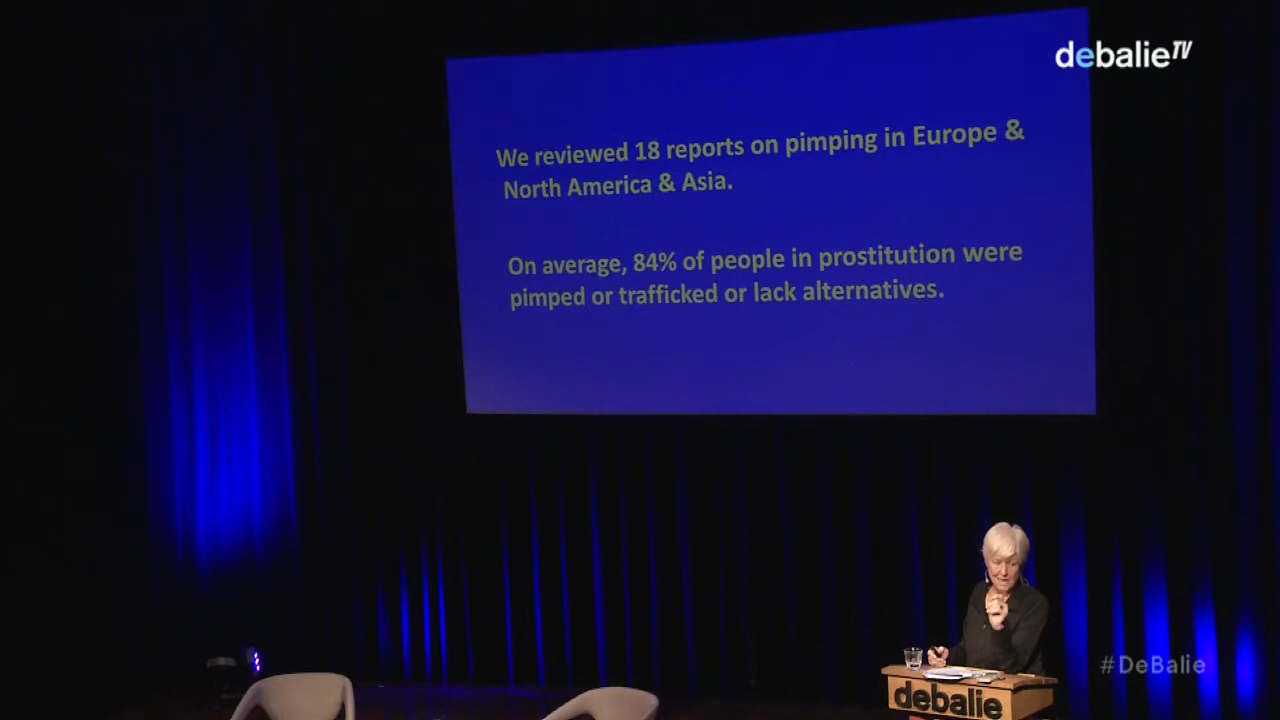 debalieTV
We reviewed 18 reports on pimping in Europe &
North America & Asia.
On average, 84% of people in prostitution were
pimped or trafficked or lack alternatives.
#DeBalie
debalie